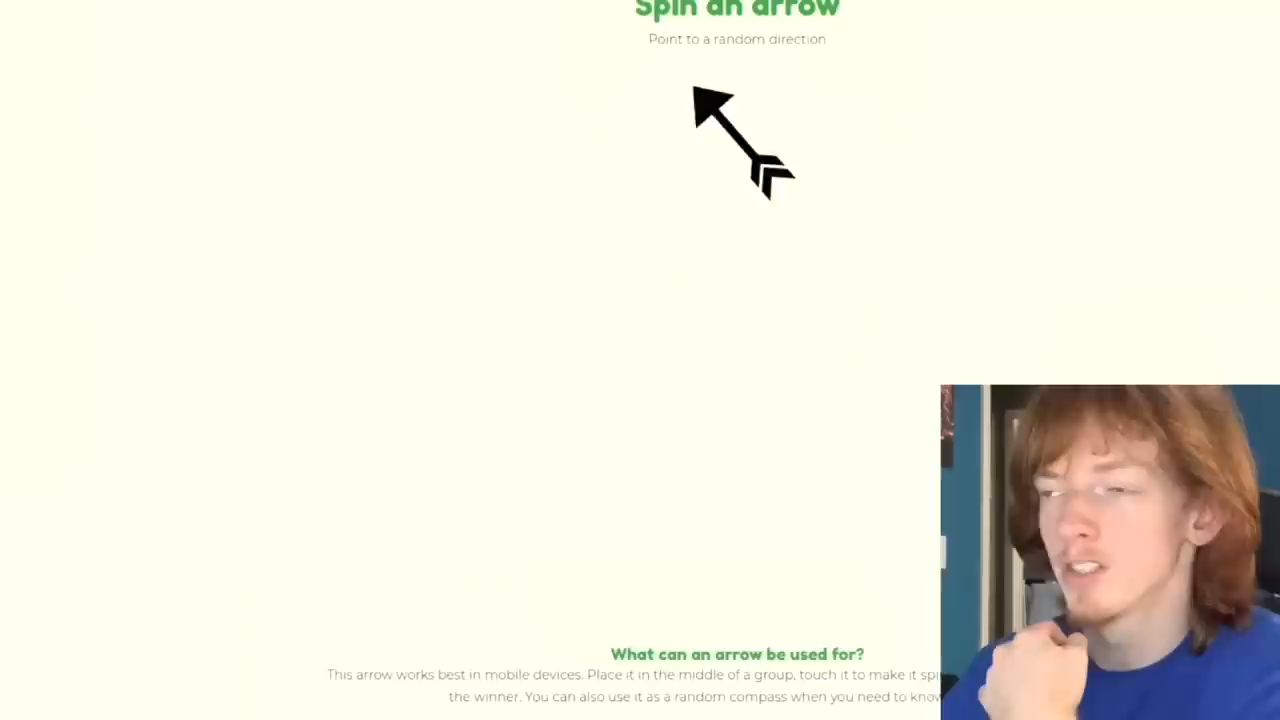 Spin an arrow
Point to a random direction
What can an arrow be used for?
This arrow works best in mobile devices. Place it in the middle of a group, touch it to make it
the winner. You can also use it as a random compass when you need to